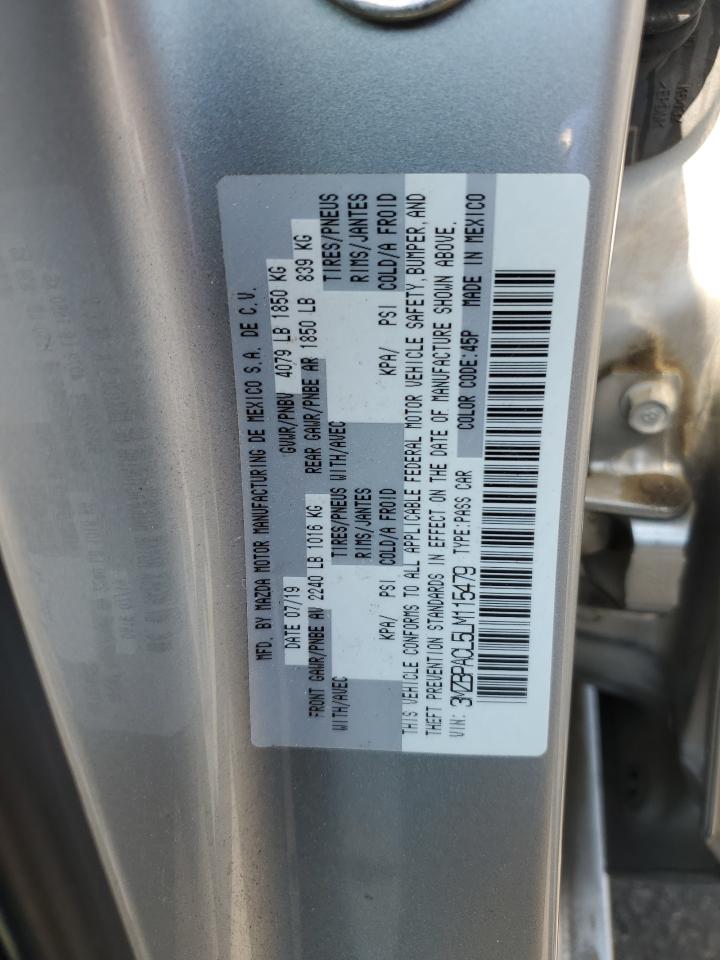 MFD. BY MAZDA MOTOR MANUFACTURING DE MEXICO S.A. DE C.V.
DATE 07/19 GVWR/PNBV 4079 LB 1850 KG
FRONT GAWR/PNBE AV 2240 LB 1016 KG REAR GAWR/PNBE AR 1850 LB 839 KG
WITH/AVEC TIRES/PNEUS WITH/AVEC TIRES/PNEUS
RIMS/JANTES RIMS/JANTES
KPA/ PSI COLD/A FROID KPA/ PSI COLD/A FROID
THIS VEHICLE CONFORMS TO ALL APPLICABLE FEDERAL MOTOR VEHICLE SAFETY, BUMPER, AND
THEFT PREVENTION STANDARDS IN EFFECT ON THE DATE OF MANUFACTURE SHOWN ABOVE.
VIN: 3MZBPACL5LM115479 TYPE:PASS CAR COLOR CODE:45P MADE IN MEXICO